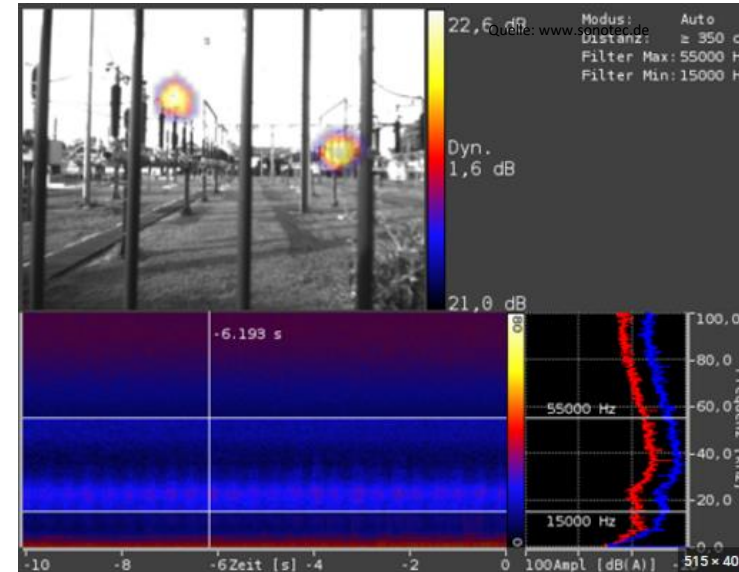 22,6 dB
Quelle: www.sonotec.de
Modus: Auto
Distanz: ≥ 350 c
Filter Max: 55000 H
Filter Min: 15000 H
Dyn.
1,6 dB
21,0 dB
-6.193 s
80
0
55000 Hz
15000 Hz
100,0
80,0
60,0
40,0
20,0
0,0
-10
-8
-6 Zeit [s] -4
-2
0
100 Ampl [dB(A)]
515 × 40